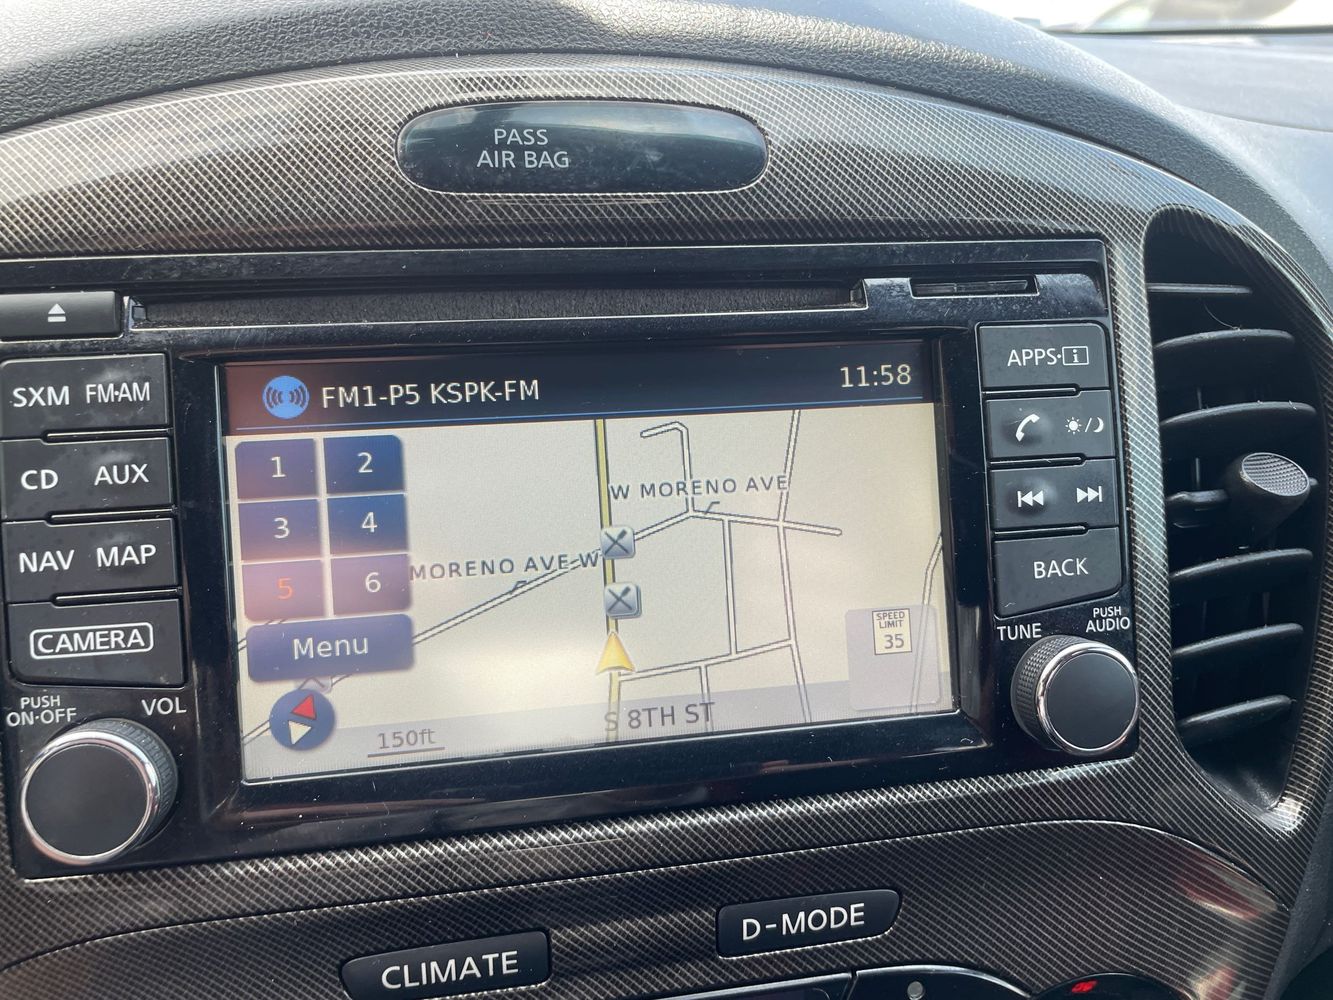 PASS
AIR BAG
SXM FM·AM
CD AUX
NAV MAP
CAMERA
PUSH
ON·OFF
VOL
FM1-P5 KSPK-FM
11:58
1 2
3 4
5 6
Menu
W MORENO AVE
MORENO AVE W
S 8TH ST
150ft
SPEED
LIMIT
35
APPS·i
BACK
TUNE
PUSH
AUDIO
CLIMATE
D-MODE